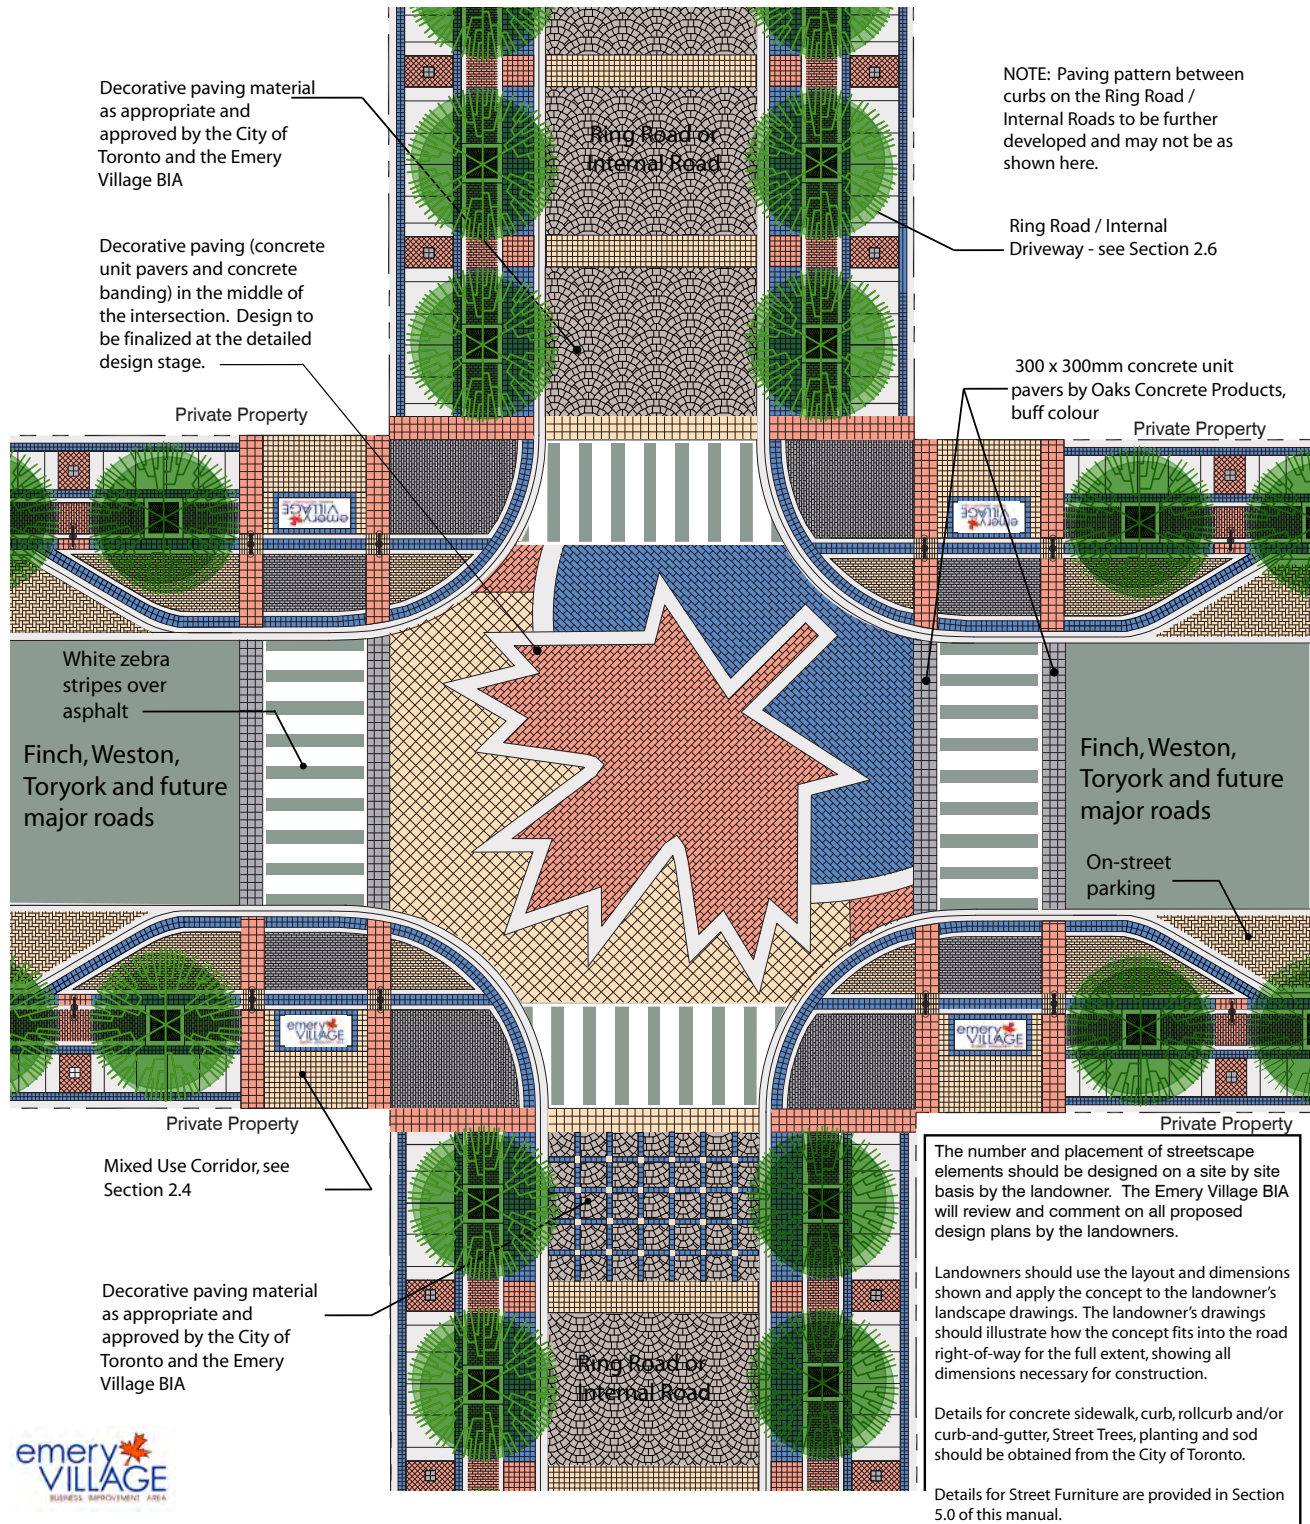 Decorative paving material
as appropriate and
approved by the City of
Toronto and the Emery
Village BIA
Ring Road or
Internal Road
NOTE: Paving pattern between
curbs on the Ring Road /
Internal Roads to be further
developed and may not be as
shown here.
Ring Road / Internal
Driveway - see Section 2.6
Decorative paving (concrete
unit pavers and concrete
banding) in the middle of
the intersection. Design to
be finalized at the detailed
design stage.
300 x 300mm concrete unit
pavers by Oaks Concrete Products,
buff colour
Private Property
Private Property
emery
VILLAGE
emery
VILLAGE
White zebra
stripes over
asphalt
Finch, Weston,
Toryork and future
major roads
Finch, Weston,
Toryork and future
major roads
On-street
parking
emery
VILLAGE
emery
VILLAGE
Private Property
Private Property
Mixed Use Corridor, see
Section 2.4
Decorative paving material
as appropriate and
approved by the City of
Toronto and the Emery
Village BIA
Ring Road or
Internal Road
The number and placement of streetscape
elements should be designed on a site by site
basis by the landowner. The Emery Village BIA
will review and comment on all proposed
design plans by the landowners.
Landowners should use the layout and dimensions
shown and apply the concept to the landowner's
landscape drawings. The landowner's drawings
should illustrate how the concept fits into the road
right-of-way for the full extent, showing all
dimensions necessary for construction.
Details for concrete sidewalk, curb, rollcurb and/or
curb-and-gutter, Street Trees, planting and sod
should be obtained from the City of Toronto.
Details for Street Furniture are provided in Section
5.0 of this manual.
emery
VILLAGE
BUSINESS IMPROVEMENT AREA